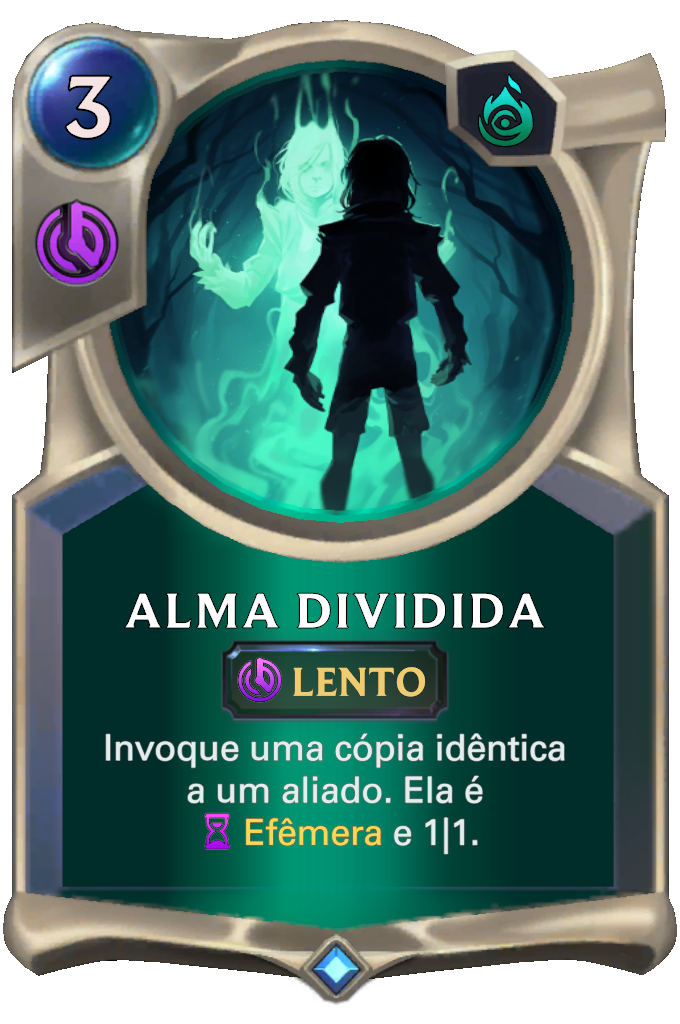 3
ALMA DIVIDIDA
LENTO
Invoque uma cópia idêntica
a um aliado. Ela é
Efêmera e 1|1.